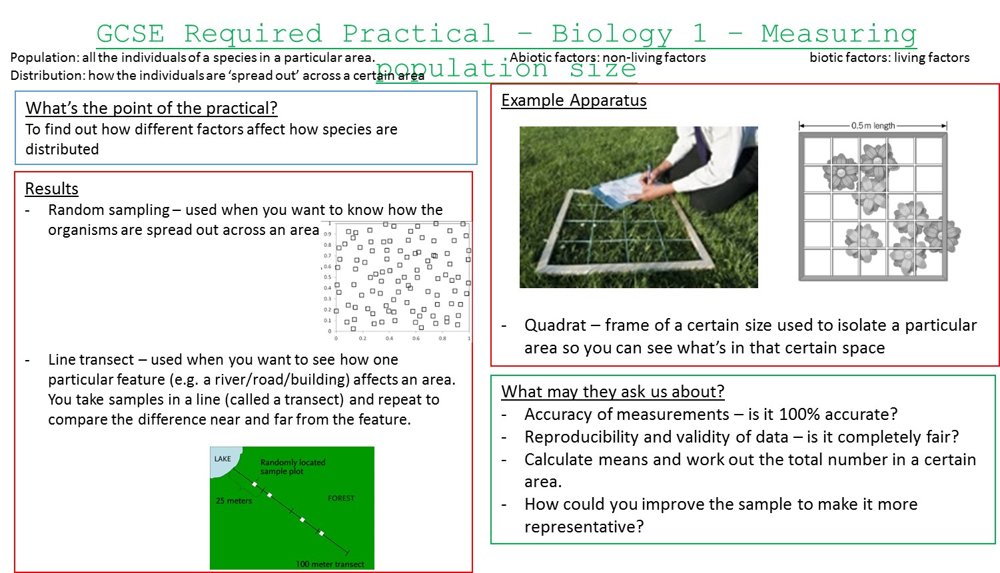 GCSE Required Practical – Biology 1 – Measuring
population size
Population: all the individuals of a species in a particular area.
Distribution: how the individuals are ‘spread out’ across a certain area
Abiotic factors: non-living factors
biotic factors: living factors
What’s the point of the practical?
To find out how different factors affect how species are
distributed
Results
- Random sampling – used when you want to know how the
organisms are spread out across an area
1
0.9
0.8
0.7
0.6
0.5
0.4
0.3
0.2
0.1
0
0 0.2 0.4 0.6 0.8 1
- Line transect – used when you want to see how one
particular feature (e.g. a river/road/building) affects an area.
You take samples in a line (called a transect) and repeat to
compare the difference near and far from the feature.
LAKE
Randomly located
sample plot
25 meters
FOREST
100 meter transect
Example Apparatus
0.5 m length
- Quadrat – frame of a certain size used to isolate a particular
area so you can see what’s in that certain space
What may they ask us about?
- Accuracy of measurements – is it 100% accurate?
- Reproducibility and validity of data – is it completely fair?
- Calculate means and work out the total number in a certain
area.
- How could you improve the sample to make it more
representative?